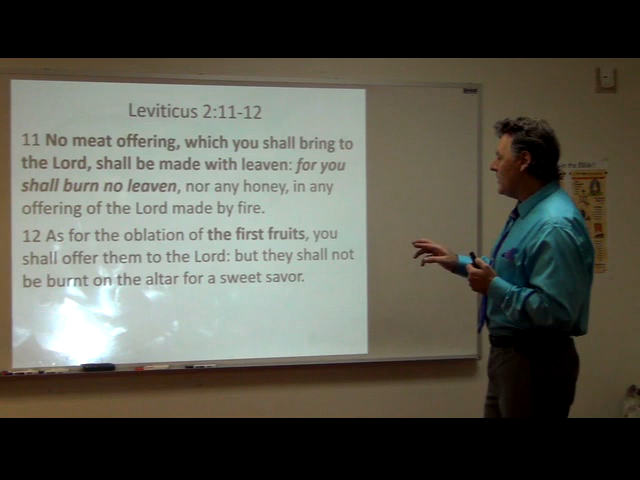 Leviticus 2:11-12
11 No meat offering, which you shall bring to
the Lord, shall be made with leaven: for you
shall burn no leaven, nor any honey, in any
offering of the Lord made by fire.
12 As for the oblation of the first fruits, you
shall offer them to the Lord: but they shall not
be burnt on the altar for a sweet savor.
the Bible?